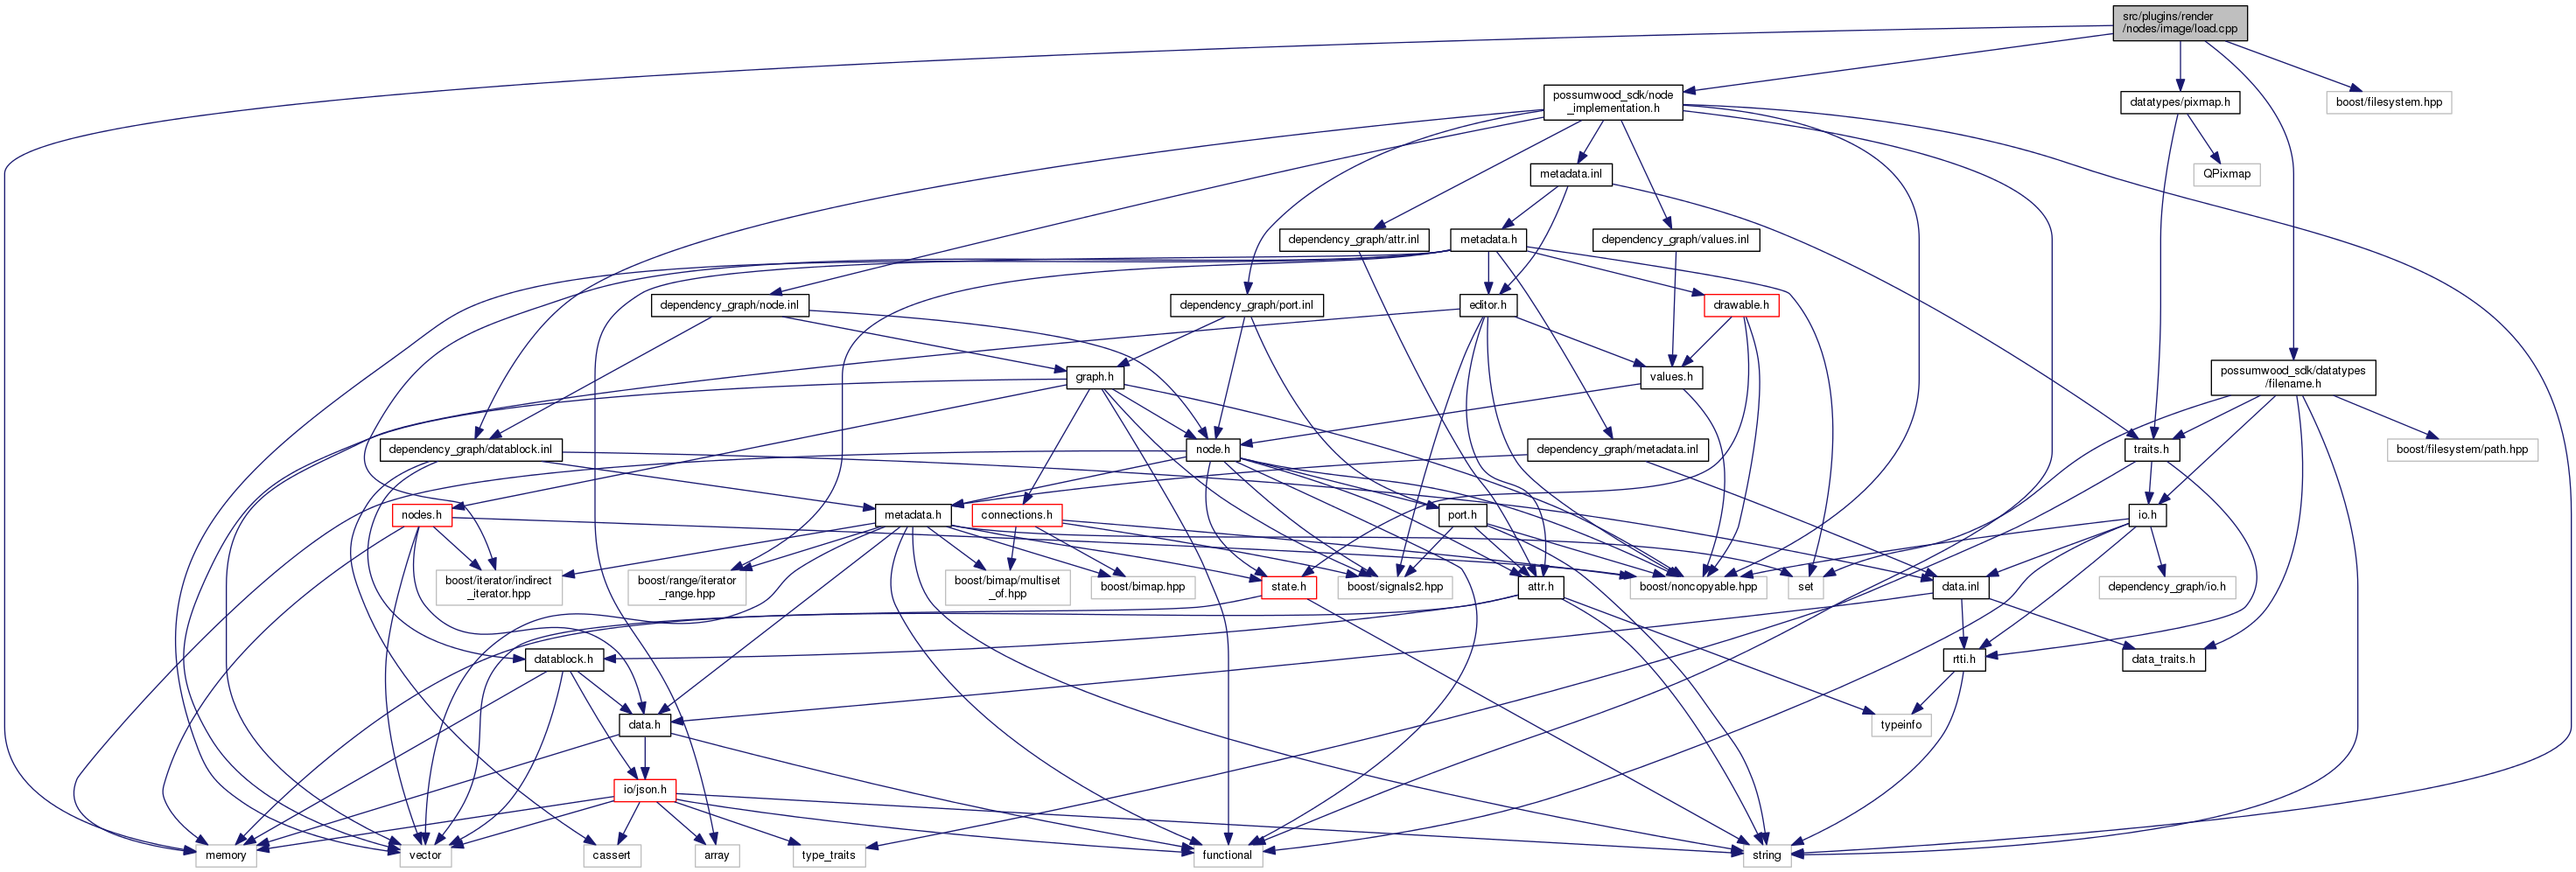 src/plugins/render
/nodes/image/load.cpp
possumwood_sdk/node
_implementation.h
datatypes/pixmap.h
boost/filesystem.hpp
metadata.inl
QPixmap
dependency_graph/attr.inl
metadata.h
dependency_graph/values.inl
dependency_graph/node.inl
dependency_graph/port.inl
editor.h
drawable.h
graph.h
values.h
possumwood_sdk/datatypes
/filename.h
dependency_graph/datablock.inl
node.h
dependency_graph/metadata.inl
traits.h
boost/filesystem/path.hpp
nodes.h
metadata.h
connections.h
port.h
io.h
boost/iterator/indirect
_iterator.hpp
boost/range/iterator
_range.hpp
boost/bimap/multiset
_of.hpp
boost/bimap.hpp
state.h
boost/signals2.hpp
attr.h
boost/noncopyable.hpp
set
data.inl
dependency_graph/io.h
datablock.h
rtti.h
data_traits.h
data.h
typeinfo
io/json.h
memory
vector
cassert
array
type_traits
functional
string